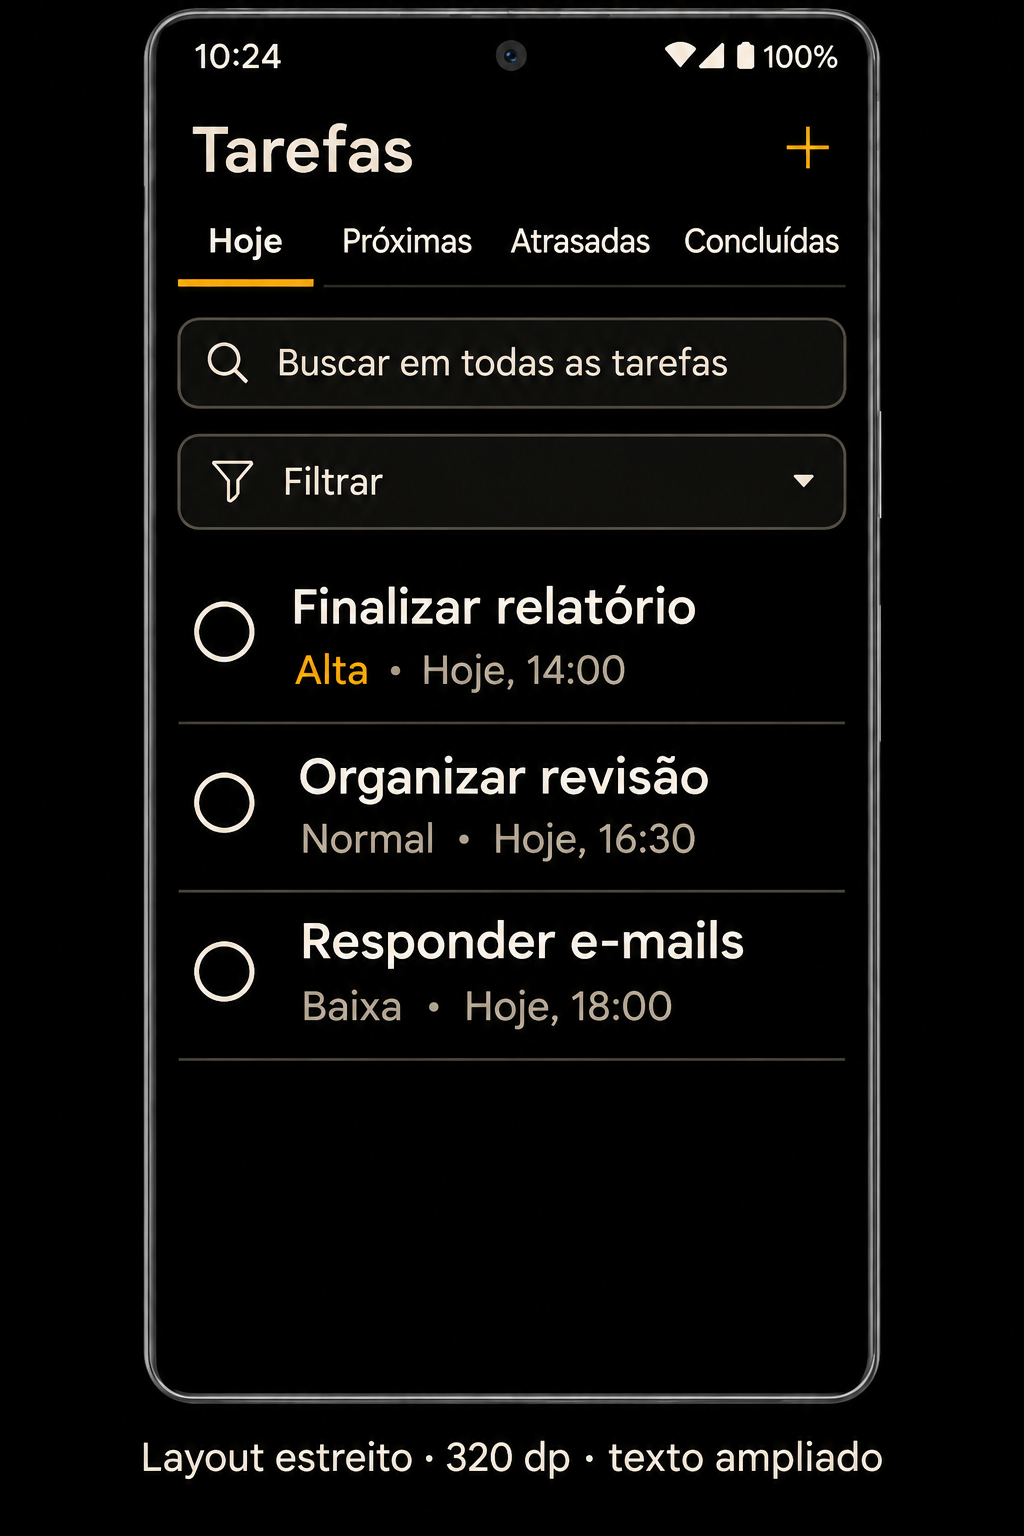 10:24 100%
Tarefas
Hoje Próximas Atrasadas Concluídas
Buscar em todas as tarefas
Filtrar
Finalizar relatório
Alta • Hoje, 14:00
Organizar revisão
Normal • Hoje, 16:30
Responder e-mails
Baixa • Hoje, 18:00
Layout estreito · 320 dp · texto ampliado